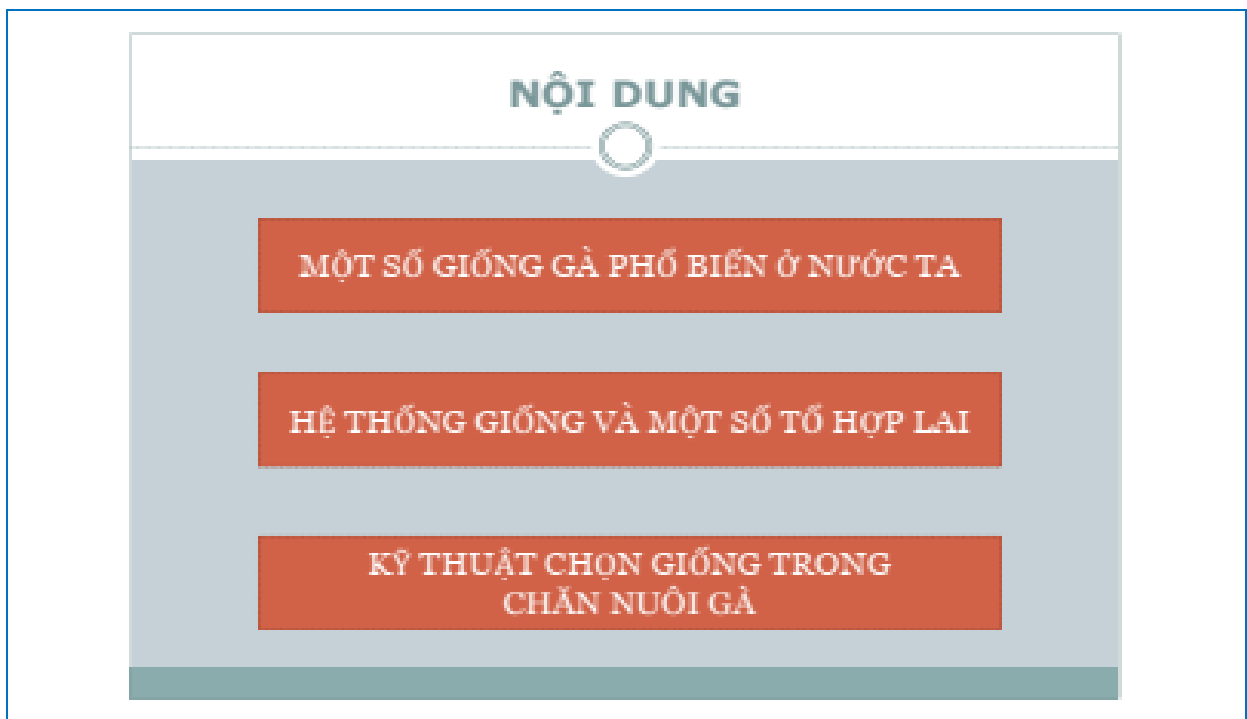 NỘI DUNG
MỘT SỐ GIỐNG GÀ PHỔ BIẾN Ở NƯỚC TA
HỆ THỐNG GIỐNG VÀ MỘT SỐ TỔ HỢP LAI
KỸ THUẬT CHỌN GIỐNG TRONG
CHĂN NUÔI GÀ